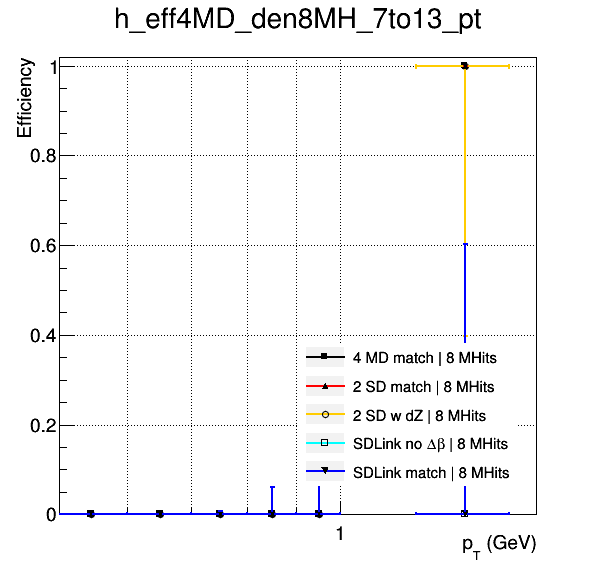 h_eff4MD_den8MH_7to13_pt
Efficiency
1
0.8
0.6
0.4
0.2
0
4 MD match | 8 MHits
2 SD match | 8 MHits
2 SD w dZ | 8 MHits
SDLink no Δβ | 8 MHits
SDLink match | 8 MHits
1
p_T (GeV)